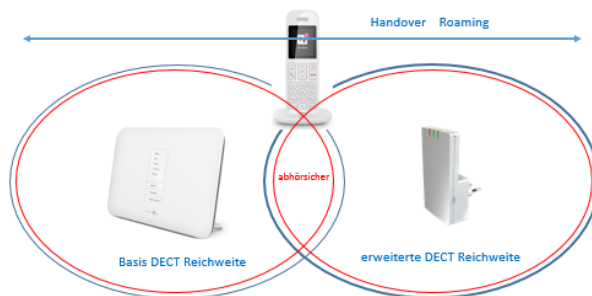 Handover Roaming
abhörsicher
Basis DECT Reichweite
erweiterte DECT Reichweite